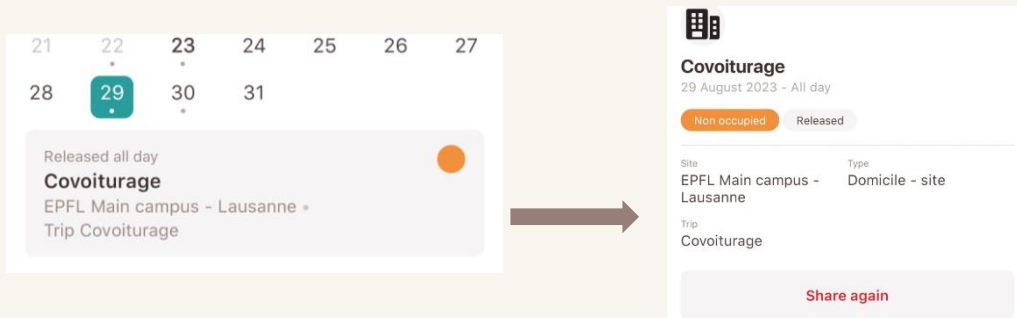 21 22 23 24 25 26 27
28 29 30 31
Released all day
Covoiturage
EPFL Main campus - Lausanne •
Trip Covoiturage
Covoiturage
29 August 2023 - All day
Non occupied Released
Site Type
EPFL Main campus - Domicile - site
Lausanne
Trip
Covoiturage
Share again